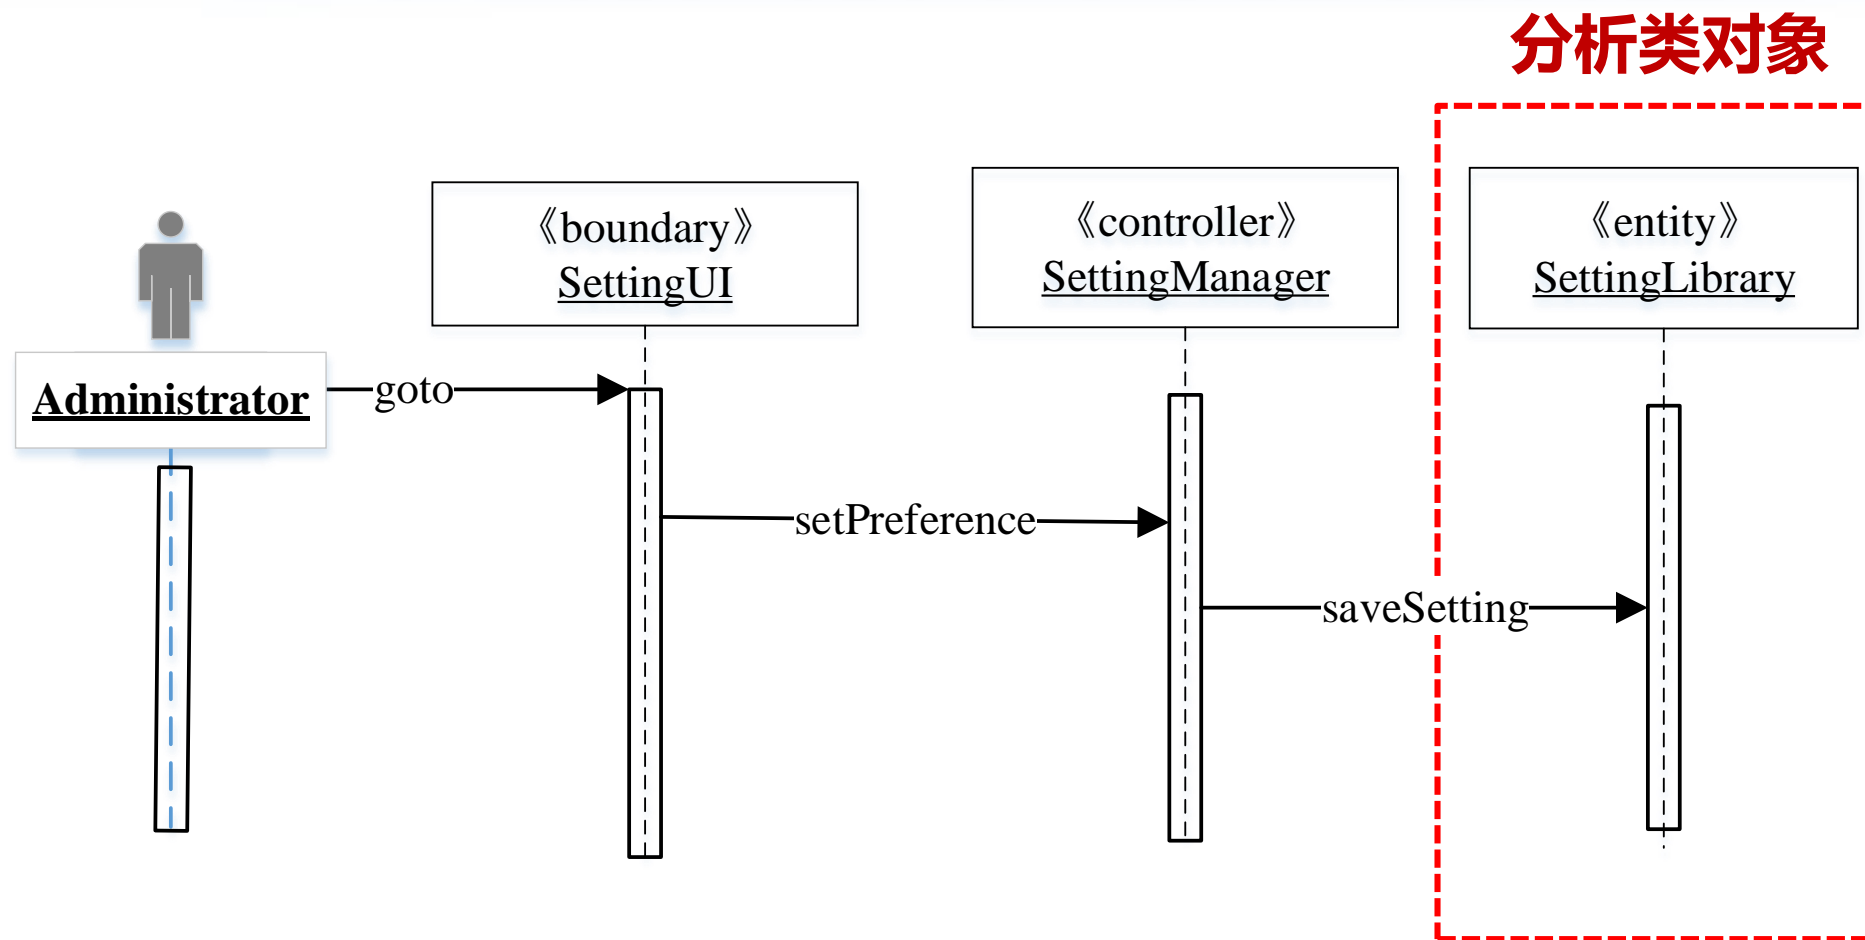 分析类对象
《boundary》
SettingUI
《controller》
SettingManager
《entity》
SettingLibrary
Administrator
goto
setPreference
saveSetting